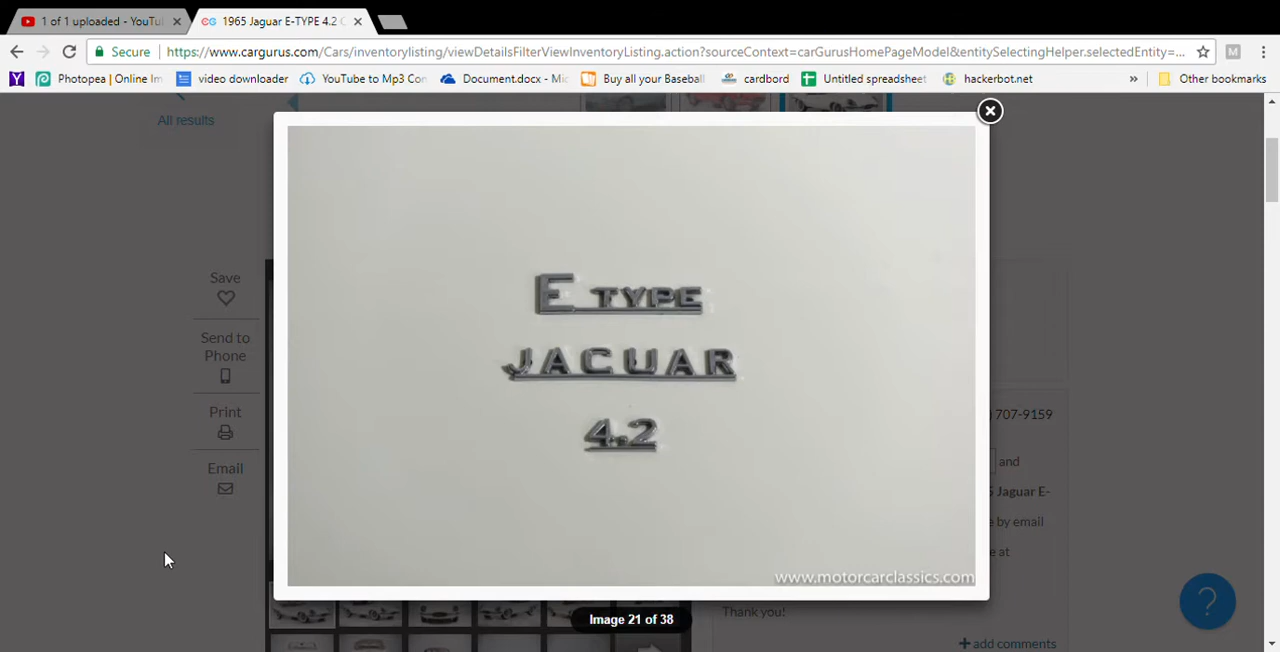 1 of 1 uploaded - YouTu
1965 Jaguar E-TYPE 4.2
Secure
https://www.cargurus.com/Cars/inventorylisting/viewDetailsFilterViewInventoryListing.action?sourceContext=carGurusHomePageModel&entitySelectingHelper.selectedEntity=...
Photopea | Online Im
video downloader
YouTube to Mp3 Con
Document.docx - Mic
Buy all your Baseball
cardbord
Untitled spreadsheet
hackerbot.net
»
Other bookmarks
All results
Save
Send to
Phone
Print
Email
E TYPE
JAGUAR
4.2
www.motorcarclassics.com
Image 21 of 38
707-9159
and
Jaguar E-
e by email
e at
Thank you!
+ add comments
?